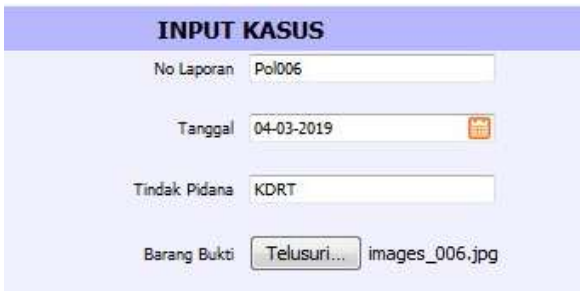 INPUT KASUS
No Laporan Pol006
Tanggal 04-03-2019
Tindak Pidana KDRT
Barang Bukti Telusuri... images_006.jpg